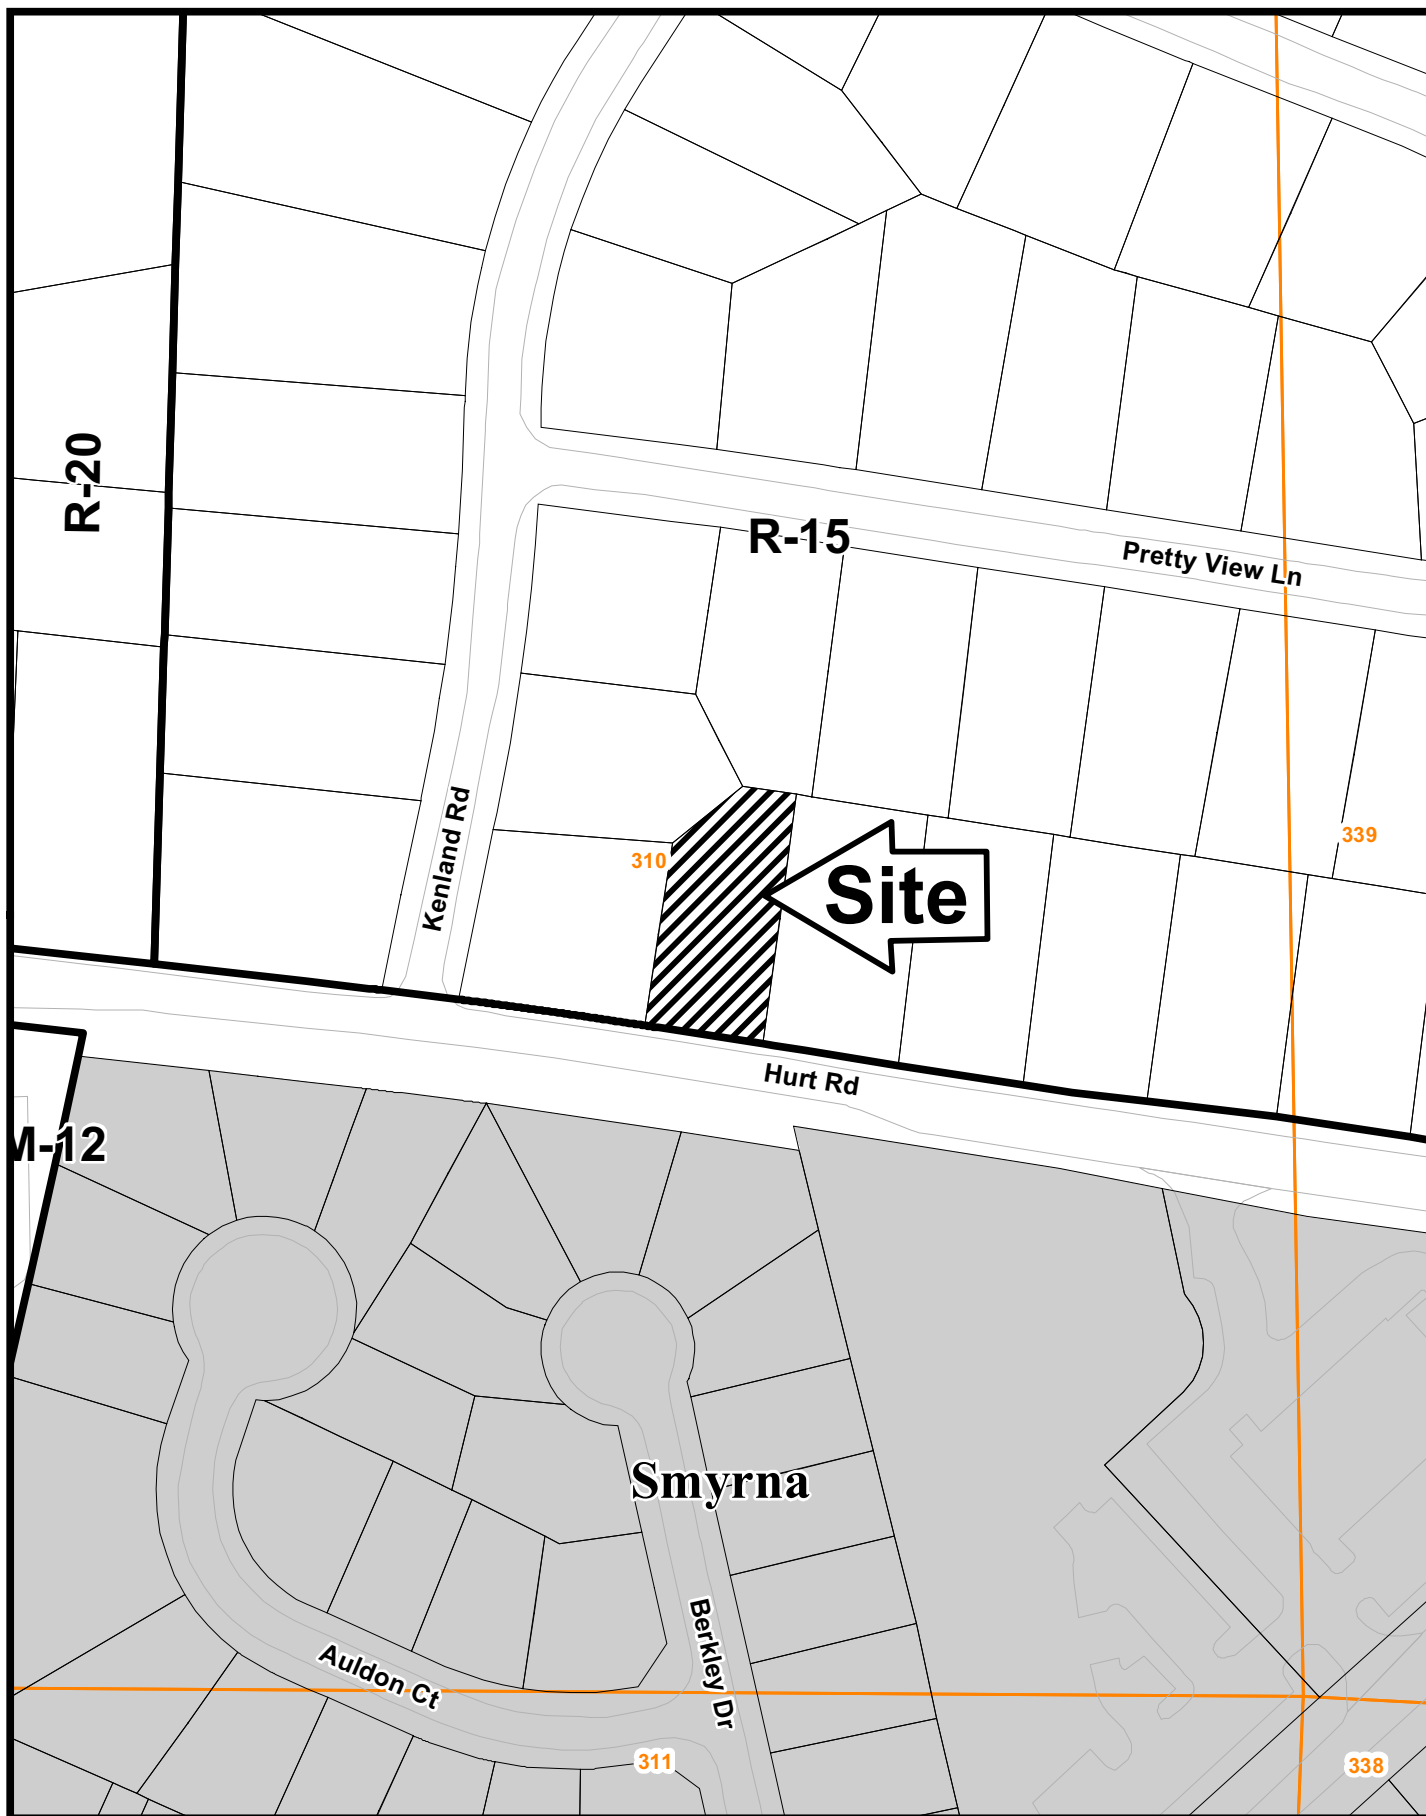 R-20
R-15
Pretty View Ln
339
Kenland Rd
310
Site
Hurt Rd
M-12
Smyrna
Berkley Dr
Auldon Ct
311
338